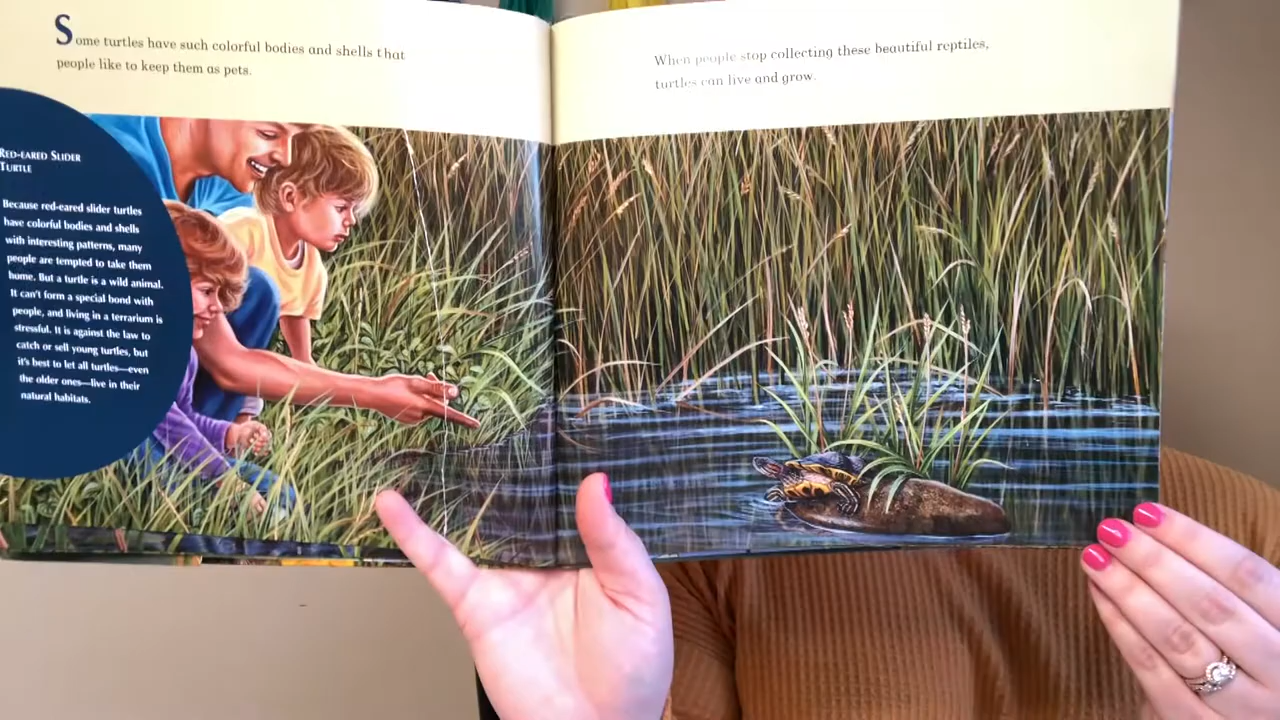 Some turtles have such colorful bodies and shells that
people like to keep them as pets.
RED-EARED SLIDER
TURTLE
Because red-eared slider turtles
have colorful bodies and shells
with interesting patterns, many
people are tempted to take them
home. But a turtle is a wild animal.
It can't form a special bond with
people, and living in a terrarium is
stressful. It is against the law to
catch or sell young turtles, but
it's best to let all turtles—even
the older ones—live in their
natural habitats.
When people stop collecting these beautiful reptiles,
turtles can live and grow.